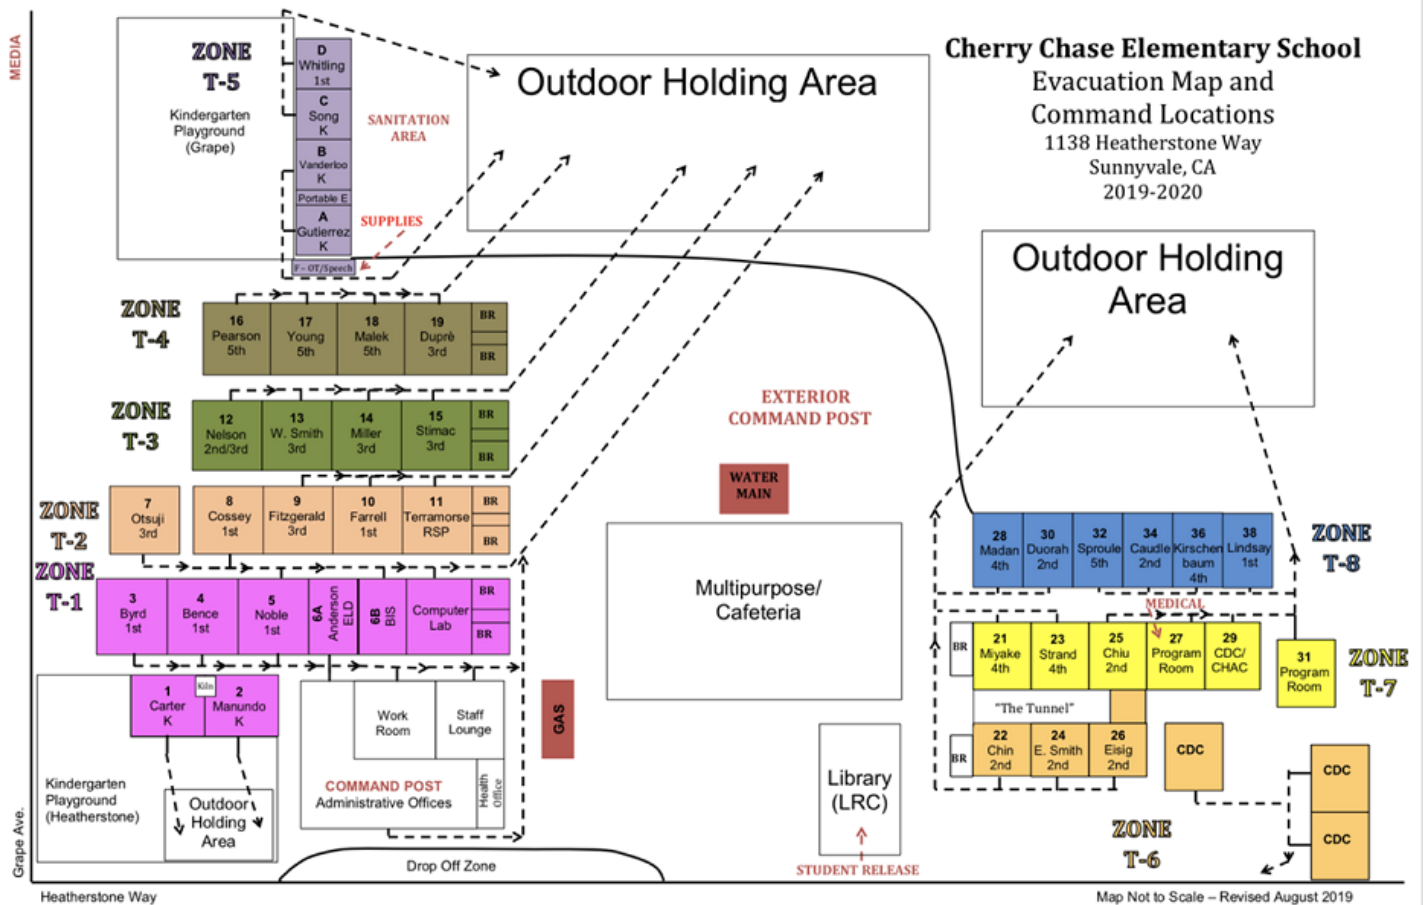 MEDIA
ZONE
T-5
Kindergarten
Playground
(Grape)
D
Whitling
1st
C
Song
K
B
Vanderloo
K
Portable E
A
Gutierrez
K
F – OT/Speech
SANITATION
AREA
SUPPLIES
Outdoor Holding Area
Cherry Chase Elementary School
Evacuation Map and
Command Locations
1138 Heatherstone Way
Sunnyvale, CA
2019-2020
Outdoor Holding
Area
ZONE
T-4
16
Pearson
5th
17
Young
5th
18
Malek
5th
19
Duprè
3rd
BR
BR
ZONE
T-3
12
Nelson
2nd/3rd
13
W. Smith
3rd
14
Miller
3rd
15
Stimac
3rd
BR
BR
EXTERIOR
COMMAND POST
WATER
MAIN
ZONE
T-2
7
Otsuji
3rd
8
Cossey
1st
9
Fitzgerald
3rd
10
Farrell
1st
11
Terramorse
RSP
BR
BR
ZONE
T-1
3
Byrd
1st
4
Bence
1st
5
Noble
1st
6A
Anderson
ELD
6B
BIS
Computer
Lab
BR
BR
Multipurpose/
Cafeteria
28
Madan
4th
30
Duorah
2nd
32
Sproule
5th
34
Caudle
2nd
36
Kirschen
baum
4th
38
Lindsay
1st
ZONE
T-8
MEDICAL
BR
21
Miyake
4th
23
Strand
4th
25
Chiu
2nd
27
Program
Room
29
CDC/
CHAC
31
Program
Room
ZONE
T-7
"The Tunnel"
BR
22
Chin
2nd
24
E. Smith
2nd
26
Eisig
2nd
CDC
CDC
CDC
ZONE
T-6
1
Carter
K
Kiln
2
Manundo
K
Work
Room
Staff
Lounge
Health
Office
COMMAND POST
Administrative Offices
GAS
Kindergarten
Playground
(Heatherstone)
Outdoor
Holding
Area
Library
(LRC)
STUDENT RELEASE
Drop Off Zone
Grape Ave.
Heatherstone Way
Map Not to Scale – Revised August 2019